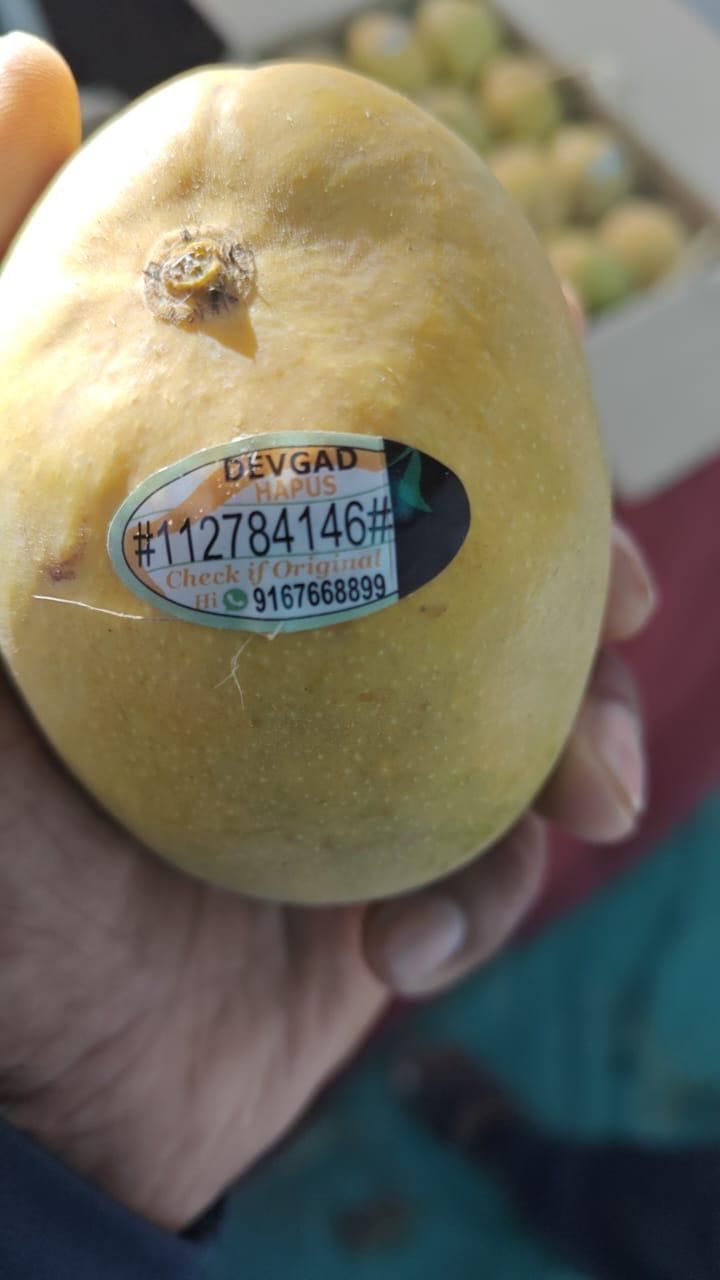 DEVGAD
HAPUS
#112784146#
Check if Original
Hi 9167668899